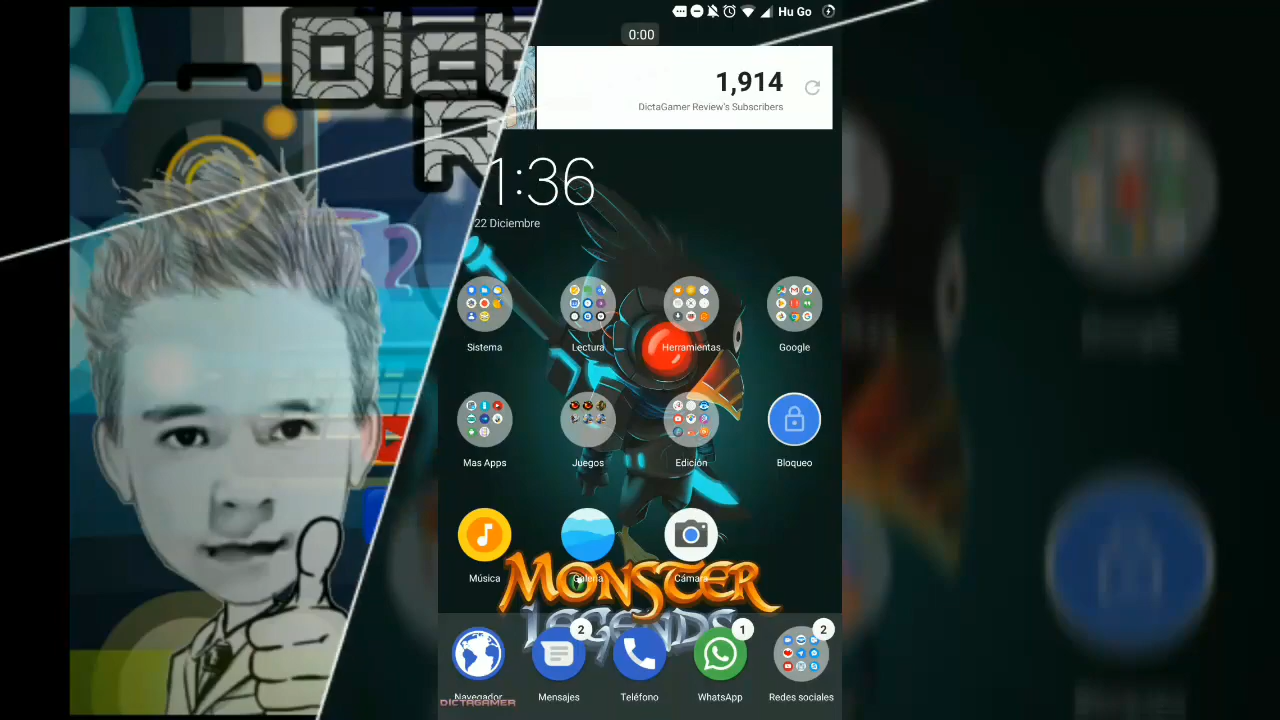 Hu Go
0:00
1,914
DictaGamer Review's Subscribers
1:36
22 Diciembre
Sistema
Lectura
Herramientas
Google
Mas Apps
Juegos
Edición
Bloqueo
Música
Galería
Cámara
MONSTER
LEGENDS
2
1
2
Navegador
Mensajes
Teléfono
WhatsApp
Redes sociales
DICTAGAMER